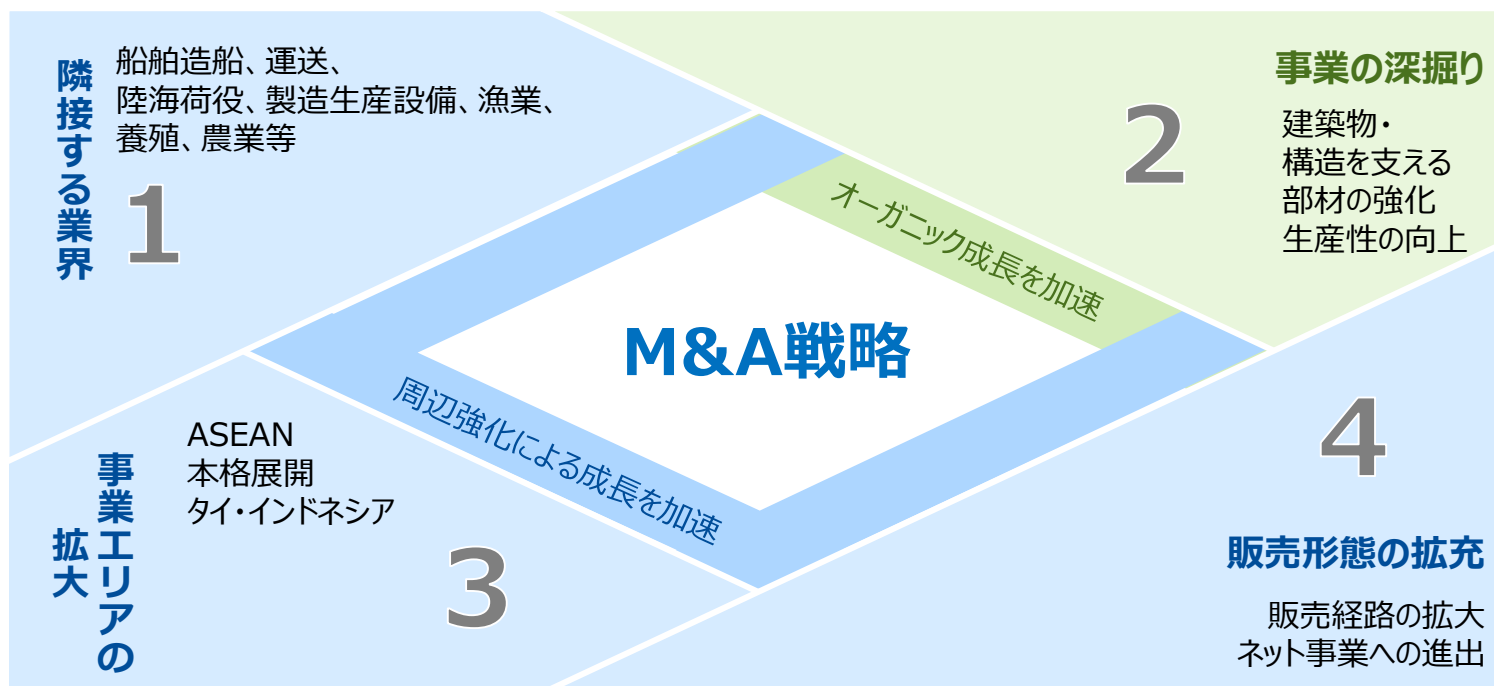 隣接する業界
船舶造船、運送、
陸海荷役、製造生産設備、漁業、
養殖、農業等
1
事業の深掘り
2
建築物・
構造を支える
部材の強化
生産性の向上
オーガニック成長を加速
M&A戦略
周辺強化による成長を加速
事業エリアの
拡大
ASEAN
本格展開
タイ・インドネシア
3
4
販売形態の拡充
販売経路の拡大
ネット事業への進出